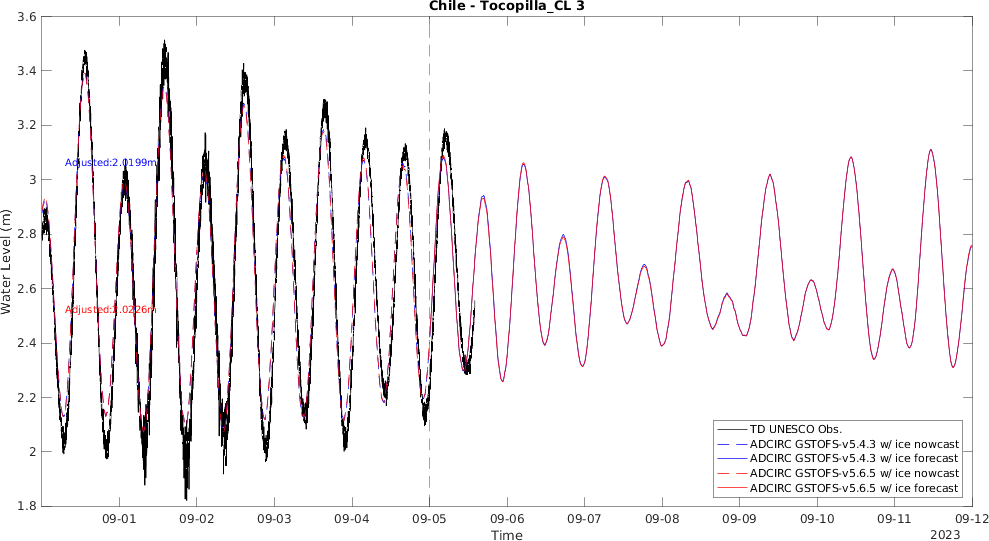 Chile - Tocopilla_CL 3
3.6
3.4
3.2
3
2.8
2.6
2.4
2.2
2
1.8
Water Level (m)
Adjusted:2.0199m
Adjusted:2.0226m
TD UNESCO Obs.
ADCIRC GSTOFS-v5.4.3 w/ ice nowcast
ADCIRC GSTOFS-v5.4.3 w/ ice forecast
ADCIRC GSTOFS-v5.6.5 w/ ice nowcast
ADCIRC GSTOFS-v5.6.5 w/ ice forecast
09-01 09-02 09-03 09-04 09-05 09-06 09-07 09-08 09-09 09-10 09-11 09-12
Time
2023